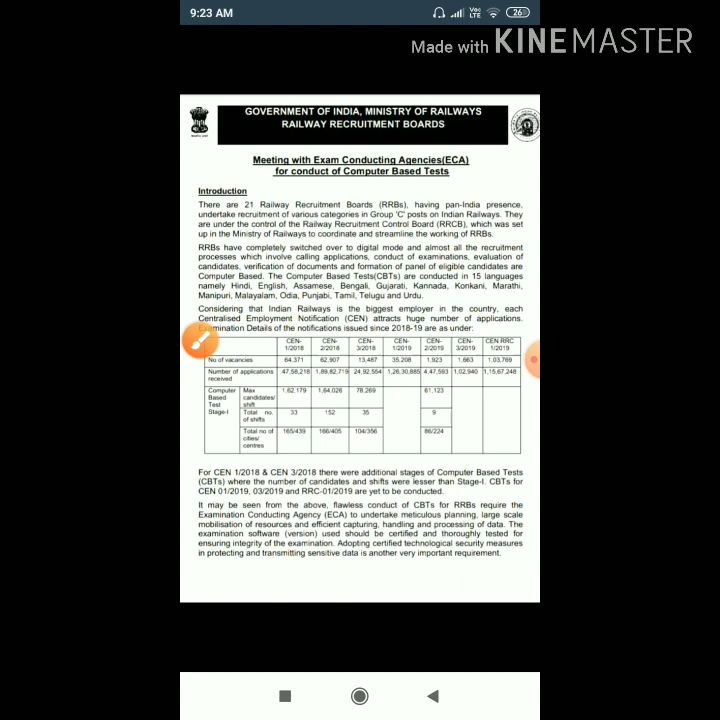 9:23 AM
Voo
LTE
26
Made with KINEMASTER
GOVERNMENT OF INDIA, MINISTRY OF RAILWAYS
RAILWAY RECRUITMENT BOARDS
Meeting with Exam Conducting Agencies(ECA)
for conduct of Computer Based Tests
Introduction
There are 21 Railway Recruitment Boards (RRBs), having pan-India presence,
undertake recruitment of various categories in Group 'C' posts on Indian Railways. They
are under the control of the Railway Recruitment Control Board (RRCB), which was set
up in the Ministry of Railways to coordinate and streamline the working of RRBs.
RRBs have completely switched over to digital mode and almost all the recruitment
processes which involve calling applications, conduct of examinations, evaluation of
candidates, verification of documents and formation of panel of eligible candidates are
Computer Based. The Computer Based Tests(CBTs) are conducted in 15 languages
namely Hindi, English, Assamese, Bengali, Gujarati, Kannada, Konkani, Marathi,
Manipuri, Malayalam, Odia, Punjabi, Tamil, Telugu and Urdu.
Considering that Indian Railways is the biggest employer in the country, each
Centralised Employment Notification (CEN) attracts huge number of applications.
Examination Details of the notifications issued since 2018-19 are as under:
CEN-1/2018 CEN-2/2018 CEN-3/2018 CEN-1/2019 CEN-2/2019 CEN-3/2019 CEN RRC 1/2019
No of vacancies 64,371 62,907 13,487 35,208 1,923 1,663 1,03,769
Number of applications received 47,58,218 1,89,82,719 24,92,554 1,26,30,885 4,47,593 1,02,940 1,15,67,248
Computer Based Test Stage-I Max candidates/ shift 1,62,179 1,64,026 78,269 61,123
Total no. of shifts 33 152 35 9
Total no of cities/ centres 165/439 166/405 104/356 86/224
For CEN 1/2018 & CEN 3/2018 there were additional stages of Computer Based Tests
(CBTs) where the number of candidates and shifts were lesser than Stage-I. CBTs for
CEN 01/2019, 03/2019 and RRC-01/2019 are yet to be conducted.
It may be seen from the above, flawless conduct of CBTs for RRBs require the
Examination Conducting Agency (ECA) to undertake meticulous planning, large scale
mobilisation of resources and efficient capturing, handling and processing of data. The
examination software (version) used should be certified and thoroughly tested for
ensuring integrity of the examination. Adopting certified technological security measures
in protecting and transmitting sensitive data is another very important requirement.